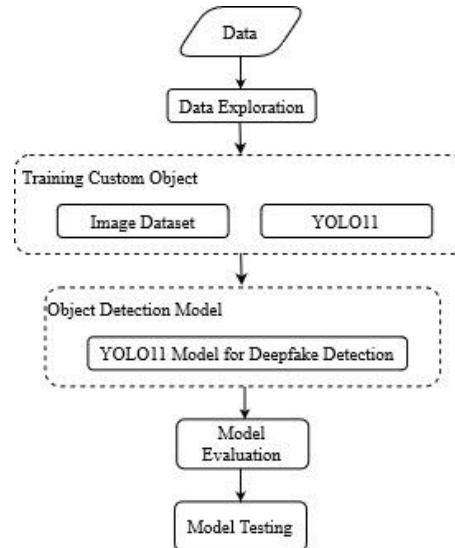 Data
Data Exploration
Training Custom Object
Image Dataset
YOLO11
Object Detection Model
YOLO11 Model for Deepfake Detection
Model
Evaluation
Model Testing